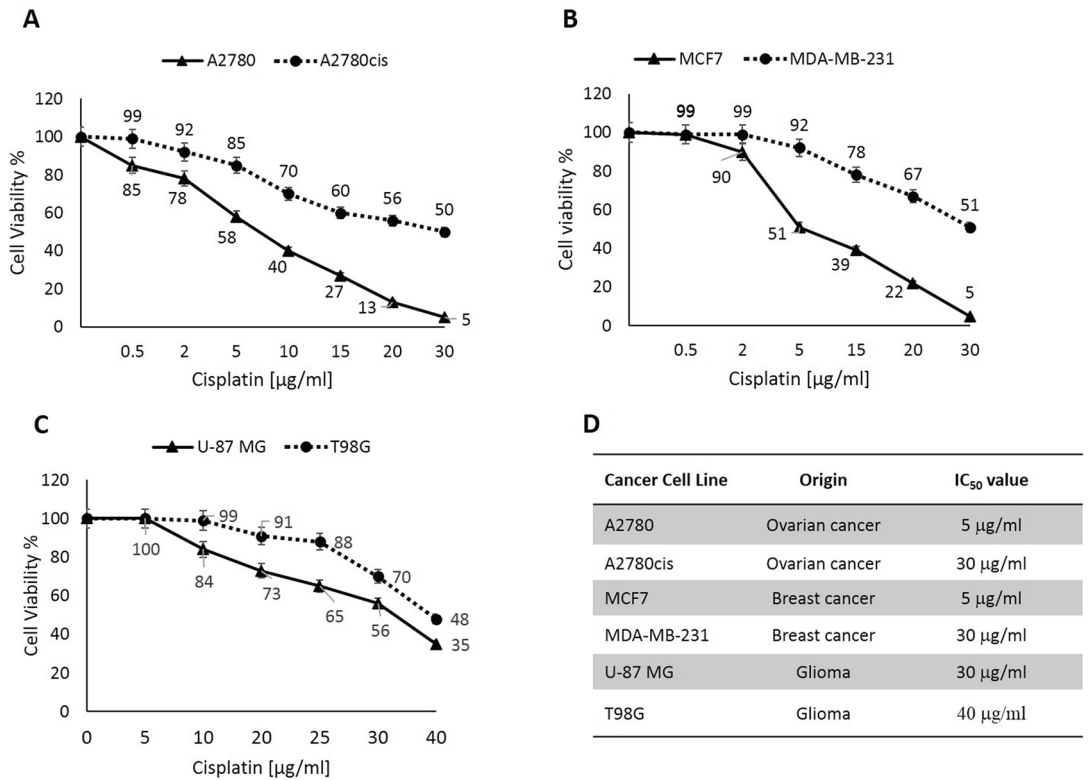 A
A2780 A2780cis
Cell Viability %
120
100
80
60
40
20
0
99 92 85 70 60 56 50
85 78 58 40 27 13 5
0.5 2 5 10 15 20 30
Cisplatin [µg/ml]
B
MCF7 MDA-MB-231
Cell viability %
120
100
80
60
40
20
0
99 99 92 78 67 51
90 51 39 22 5
0.5 2 5 15 20 30
Cisplatin [µg/ml]
C
U-87 MG T98G
Cell Viability %
120
100
80
60
40
20
0
99 91 88 70 48
100 84 73 65 56 35
0 5 10 20 25 30 40
Cisplatin [µg/ml]
D
Cancer Cell Line Origin IC50 value
A2780 Ovarian cancer 5 µg/ml
A2780cis Ovarian cancer 30 µg/ml
MCF7 Breast cancer 5 µg/ml
MDA-MB-231 Breast cancer 30 µg/ml
U-87 MG Glioma 30 µg/ml
T98G Glioma 40 µg/ml